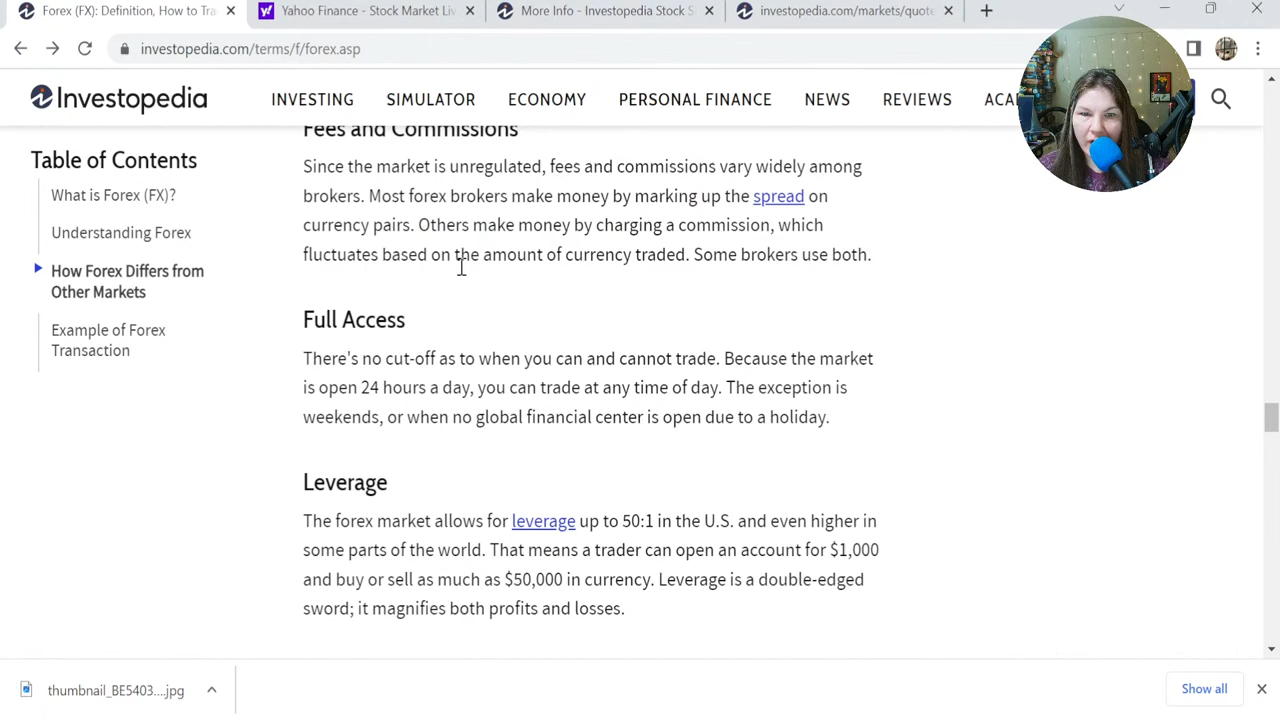 Forex (FX): Definition, How to Tra
Yahoo Finance - Stock Market Liv
More Info - Investopedia Stock S
investopedia.com/markets/quote
investopedia.com/terms/f/forex.asp
Investopedia
INVESTING
SIMULATOR
ECONOMY
PERSONAL FINANCE
NEWS
REVIEWS
ACA
Table of Contents
What is Forex (FX)?
Understanding Forex
How Forex Differs from
Other Markets
Example of Forex
Transaction
Fees and Commissions
Since the market is unregulated, fees and commissions vary widely among
brokers. Most forex brokers make money by marking up the spread on
currency pairs. Others make money by charging a commission, which
fluctuates based on the amount of currency traded. Some brokers use both.
Full Access
There's no cut-off as to when you can and cannot trade. Because the market
is open 24 hours a day, you can trade at any time of day. The exception is
weekends, or when no global financial center is open due to a holiday.
Leverage
The forex market allows for leverage up to 50:1 in the U.S. and even higher in
some parts of the world. That means a trader can open an account for $1,000
and buy or sell as much as $50,000 in currency. Leverage is a double-edged
sword; it magnifies both profits and losses.
thumbnail_BE5403....jpg
Show all